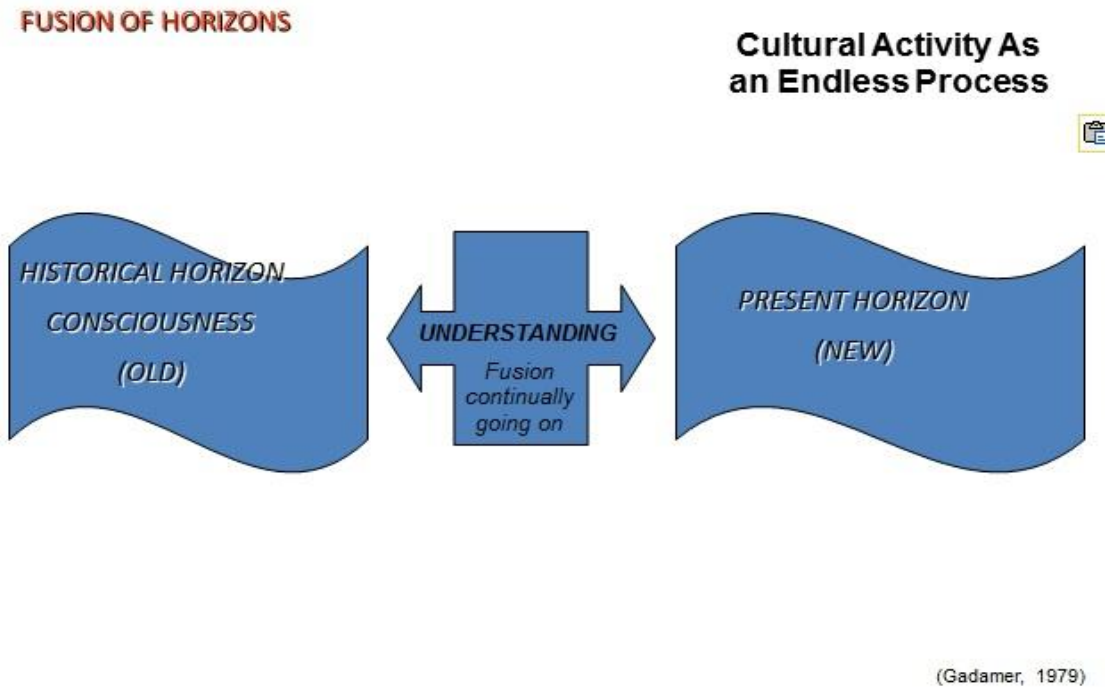 FUSION OF HORIZONS
Cultural Activity As
an Endless Process
HISTORICAL HORIZON
CONSCIOUSNESS
(OLD)
UNDERSTANDING
Fusion
continually
going on
PRESENT HORIZON
(NEW)
(Gadamer, 1979)